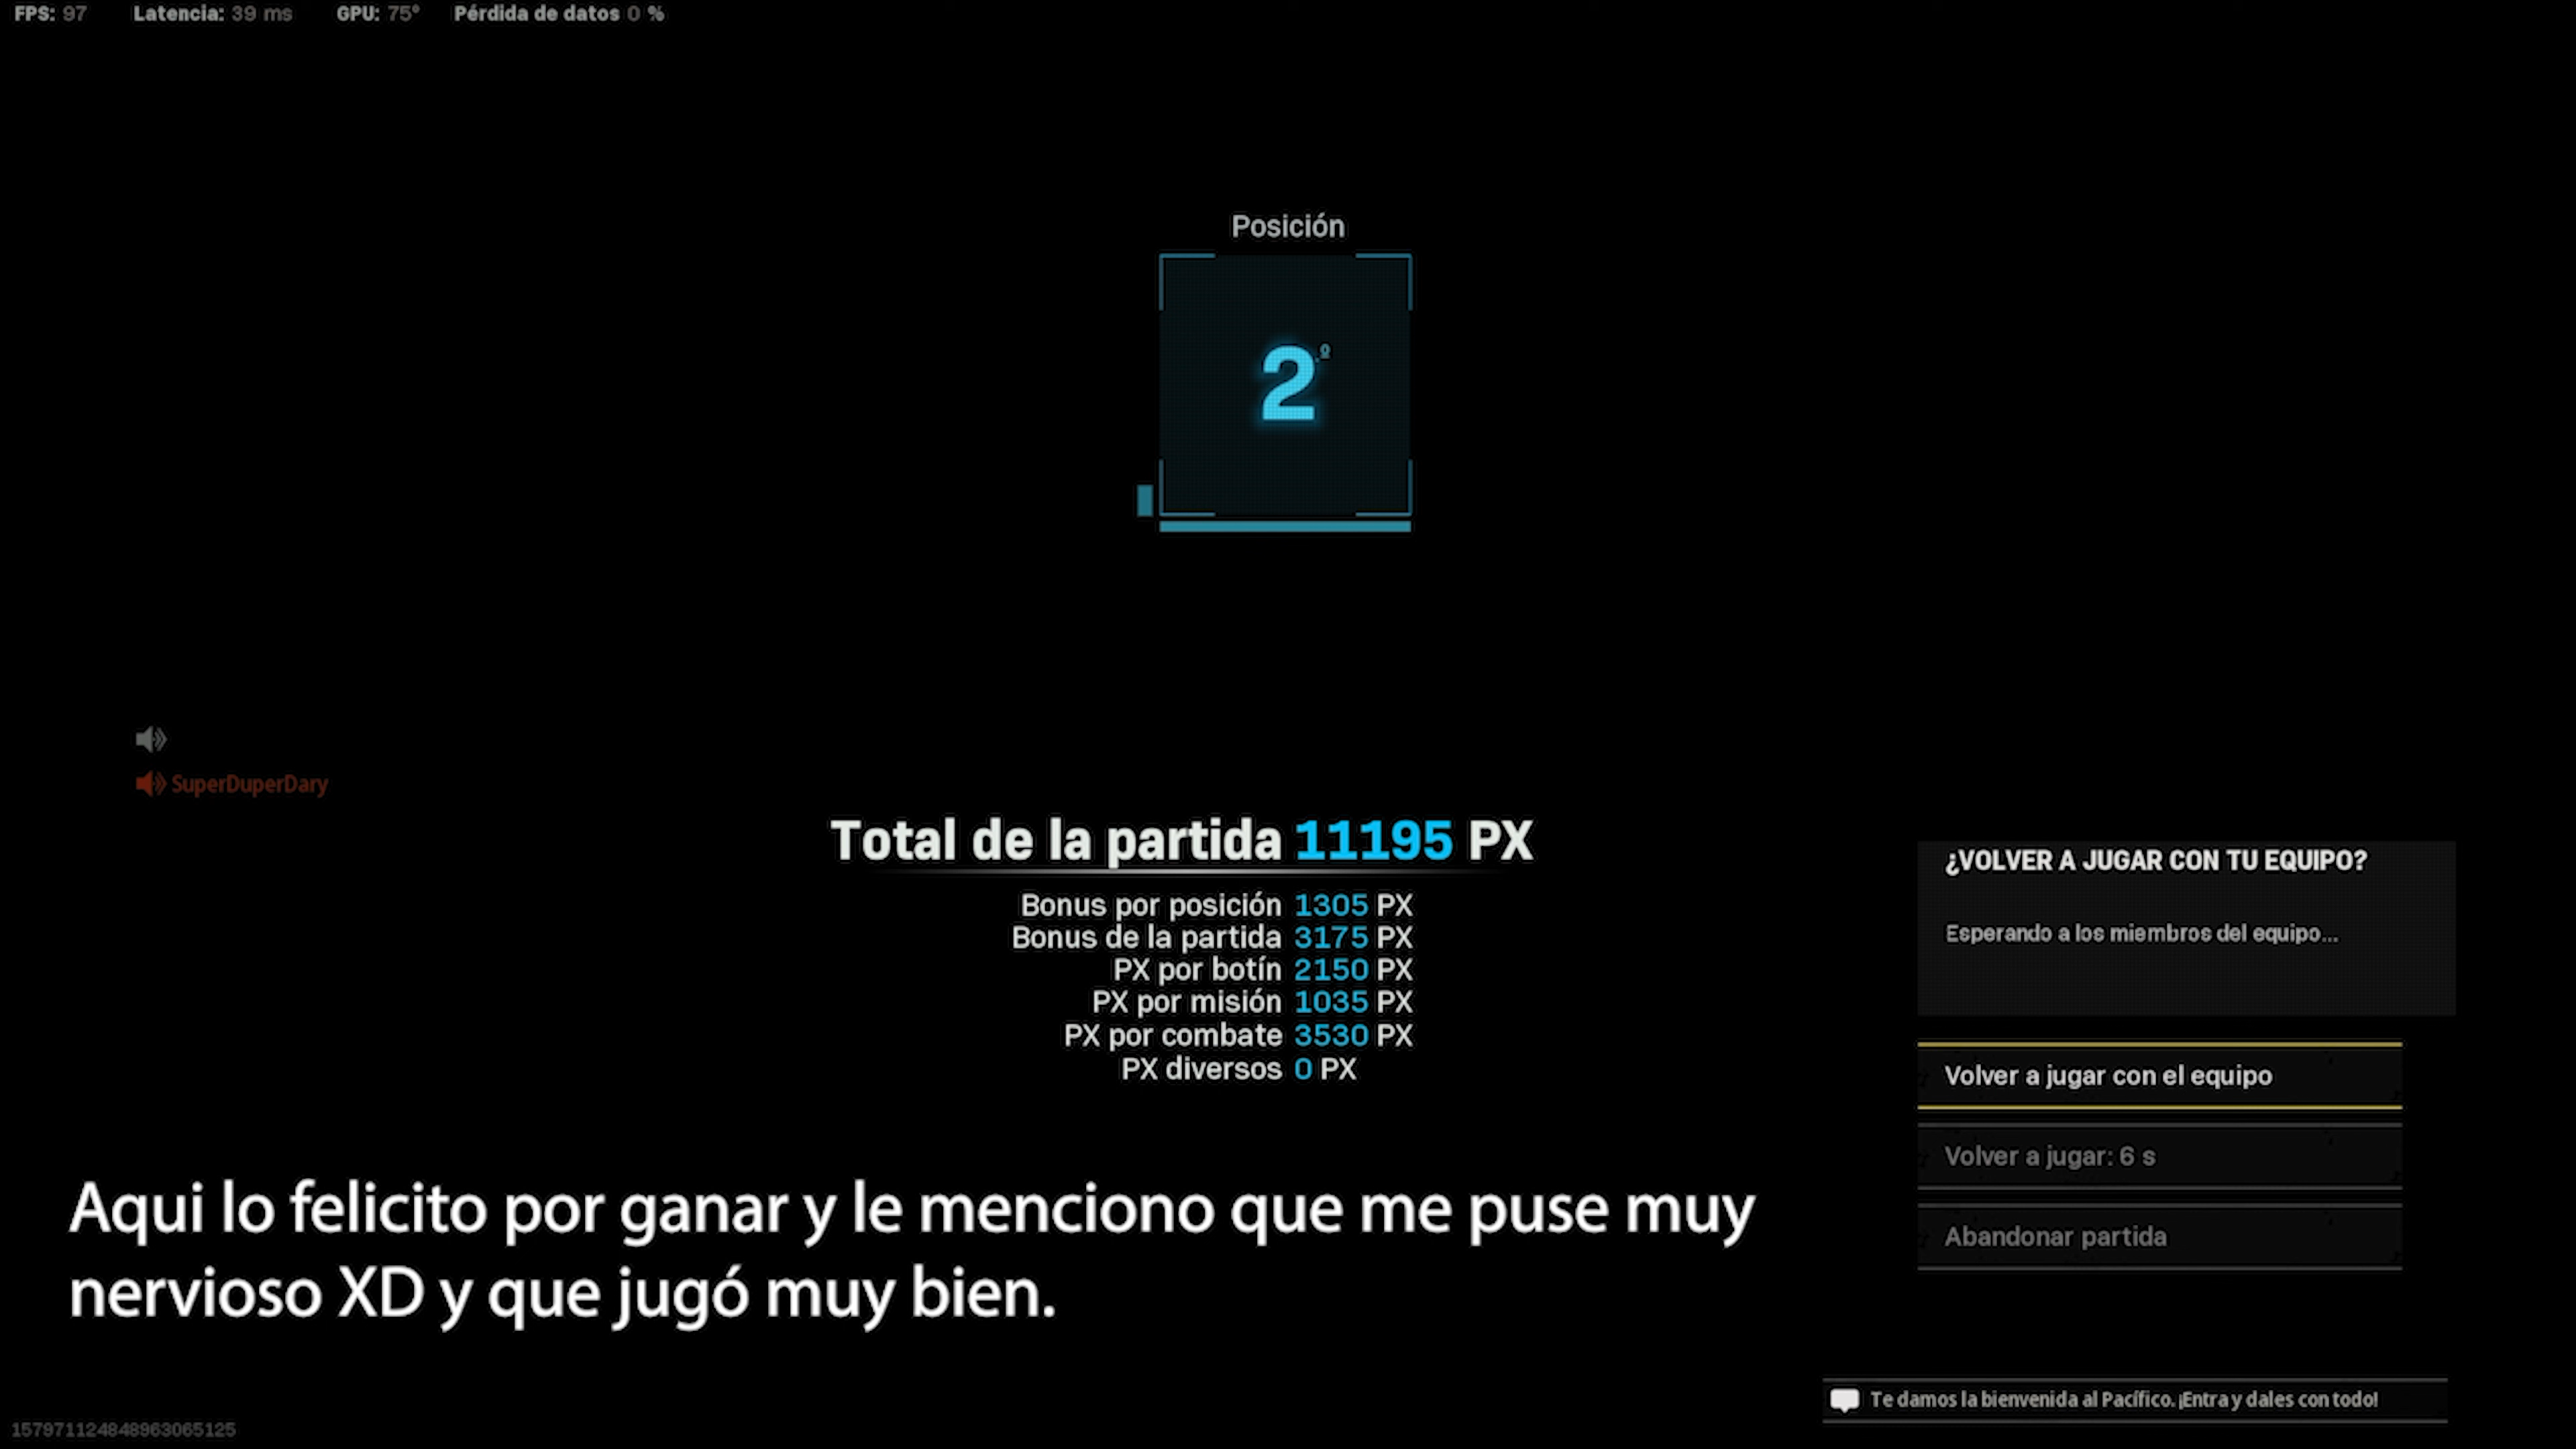 FPS: 97 Latencia: 39 ms GPU: 75° Pérdida de datos 0 %
Posición
2.º
SuperDuperDary
Total de la partida 11195 PX
Bonus por posición 1305 PX
Bonus de la partida 3175 PX
PX por botín 2150 PX
PX por misión 1035 PX
PX por combate 3530 PX
PX diversos 0 PX
¿VOLVER A JUGAR CON TU EQUIPO?
Esperando a los miembros del equipo...
Volver a jugar con el equipo
Volver a jugar: 6 s
Abandonar partida
Aqui lo felicito por ganar y le menciono que me puse muy
nervioso XD y que jugó muy bien.
Te damos la bienvenida al Pacífico. ¡Entra y dales con todo!
157971124848963065125